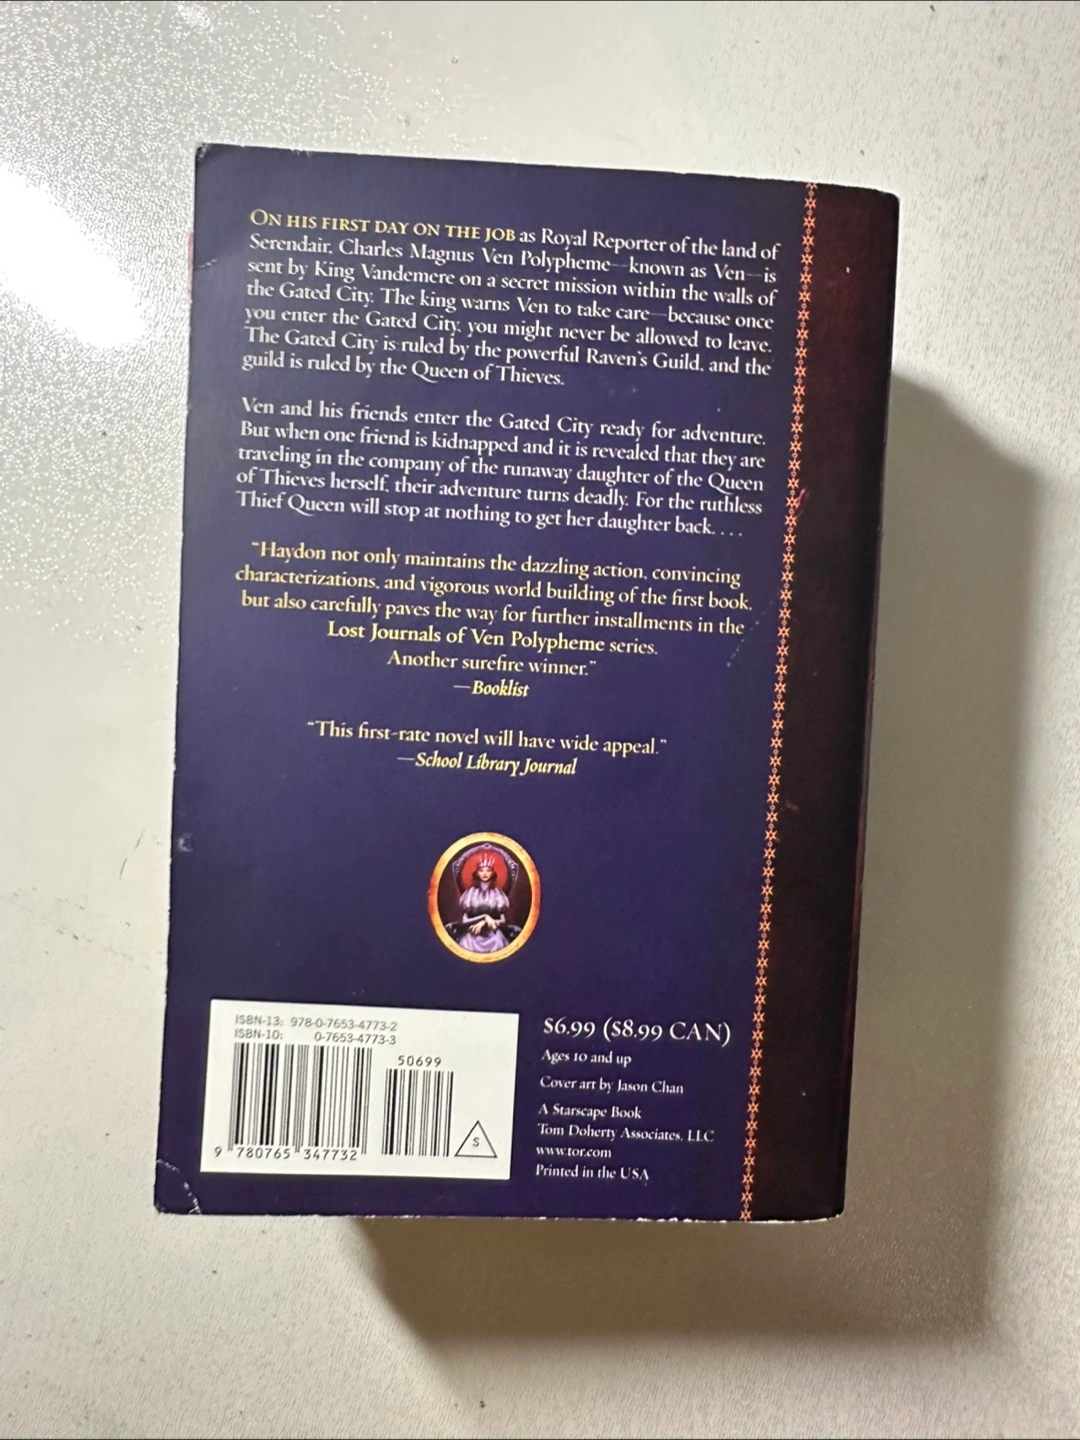 ON HIS FIRST DAY ON THE JOB as Royal Reporter of the land of
Serendair, Charles Magnus Ven Polypheme—known as Ven—is
sent by King Vandemere on a secret mission within the walls of
the Gated City. The king warns Ven to take care—because once
you enter the Gated City, you might never be allowed to leave.
The Gated City is ruled by the powerful Raven's Guild, and the
guild is ruled by the Queen of Thieves.
Ven and his friends enter the Gated City ready for adventure.
But when one friend is kidnapped and it is revealed that they are
traveling in the company of the runaway daughter of the Queen
of Thieves herself, their adventure turns deadly. For the ruthless
Thief Queen will stop at nothing to get her daughter back. . . .
"Haydon not only maintains the dazzling action, convincing
characterizations, and vigorous world building of the first book,
but also carefully paves the way for further installments in the
Lost Journals of Ven Polypheme series.
Another surefire winner."
—Booklist
"This first-rate novel will have wide appeal."
—School Library Journal
ISBN-13: 978-0-7653-4773-2
ISBN-10: 0-7653-4773-3
50699
S
9 780765 347732
$6.99 ($8.99 CAN)
Ages 10 and up
Cover art by Jason Chan
A Starscape Book
Tom Doherty Associates, LLC
www.tor.com
Printed in the USA